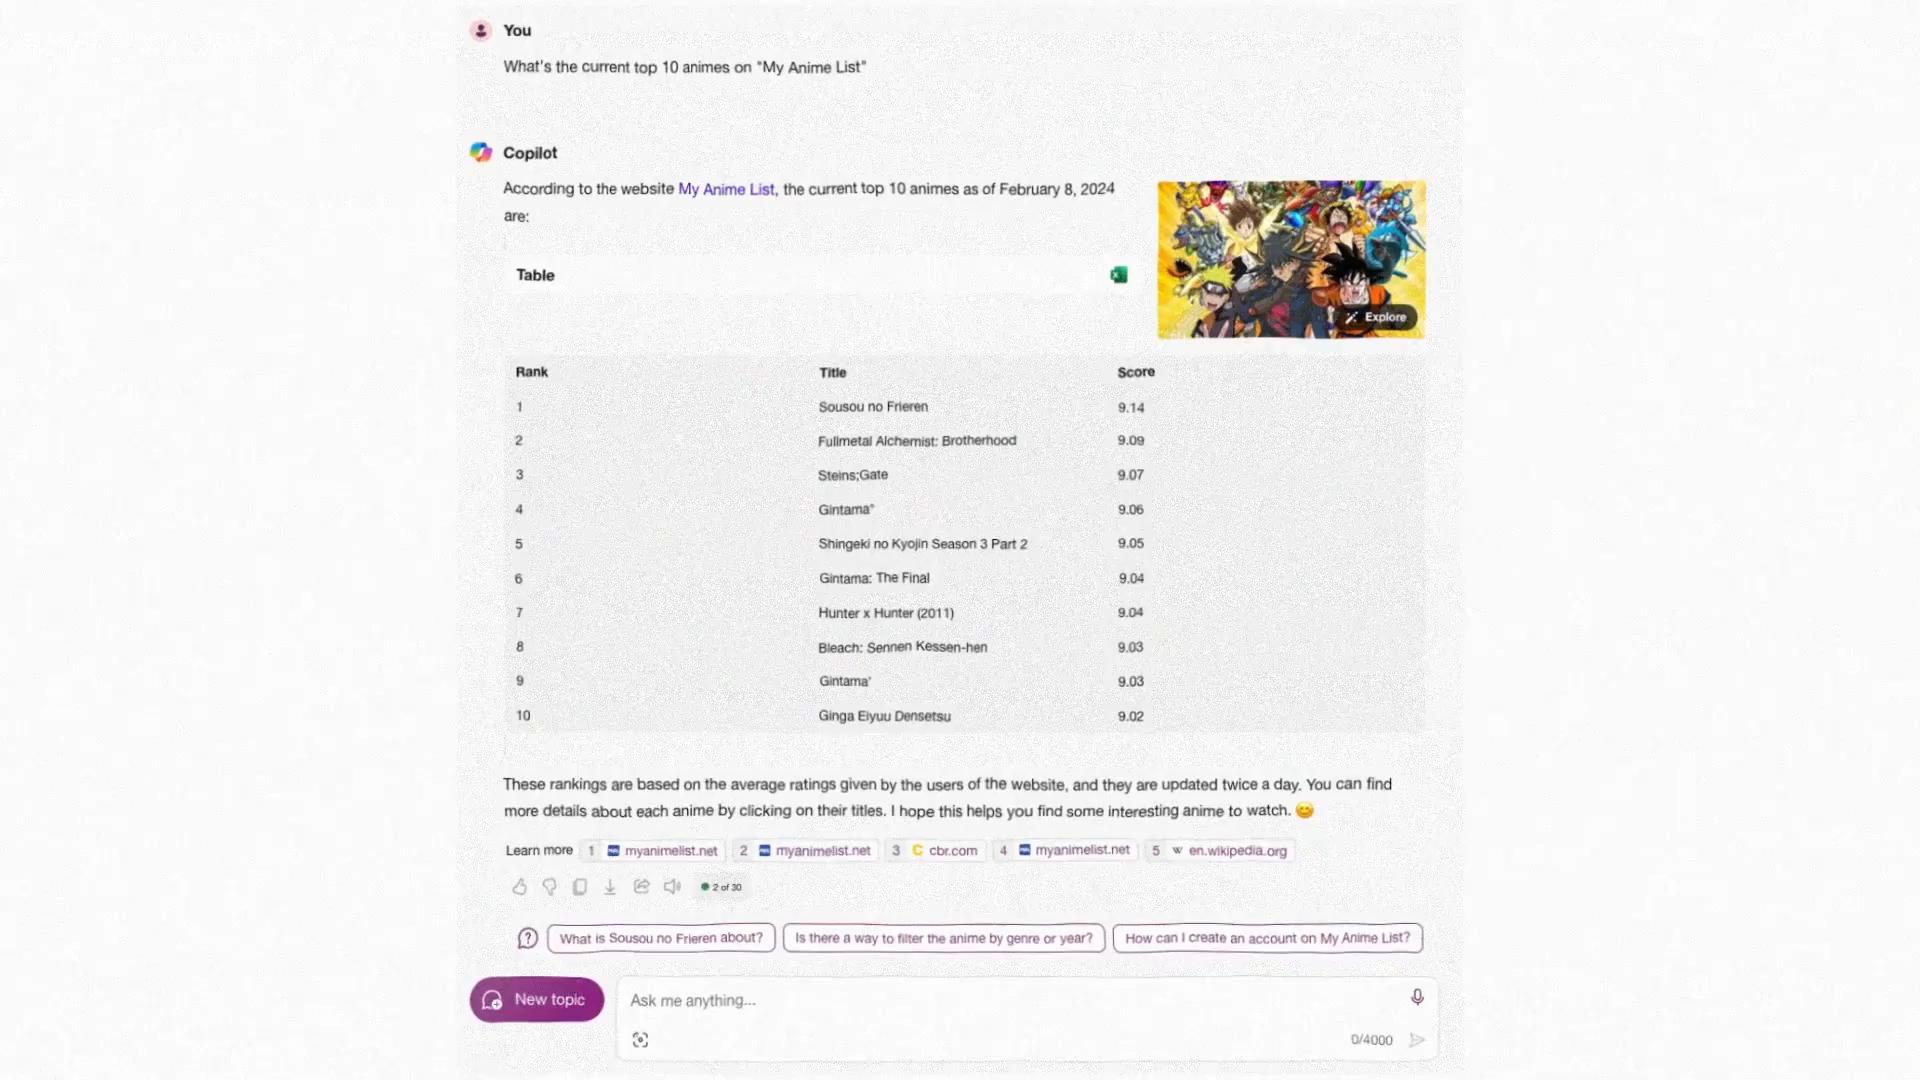 You
What's the current top 10 animes on "My Anime List"
Copilot
According to the website My Anime List, the current top 10 animes as of February 8, 2024
are:
Explore
Table
Rank Title Score
1 Sousou no Frieren 9.14
2 Fullmetal Alchemist: Brotherhood 9.09
3 Steins;Gate 9.07
4 Gintama° 9.06
5 Shingeki no Kyojin Season 3 Part 2 9.05
6 Gintama: The Final 9.04
7 Hunter x Hunter (2011) 9.04
8 Bleach: Sennen Kessen-hen 9.03
9 Gintama' 9.03
10 Ginga Eiyuu Densetsu 9.02
These rankings are based on the average ratings given by the users of the website, and they are updated twice a day. You can find
more details about each anime by clicking on their titles. I hope this helps you find some interesting anime to watch. 😊
Learn more 1 myanimelist.net 2 myanimelist.net 3 C cbr.com 4 myanimelist.net 5 W en.wikipedia.org
2 of 30
What is Sousou no Frieren about? Is there a way to filter the anime by genre or year? How can I create an account on My Anime List?
New topic Ask me anything...
0/4000